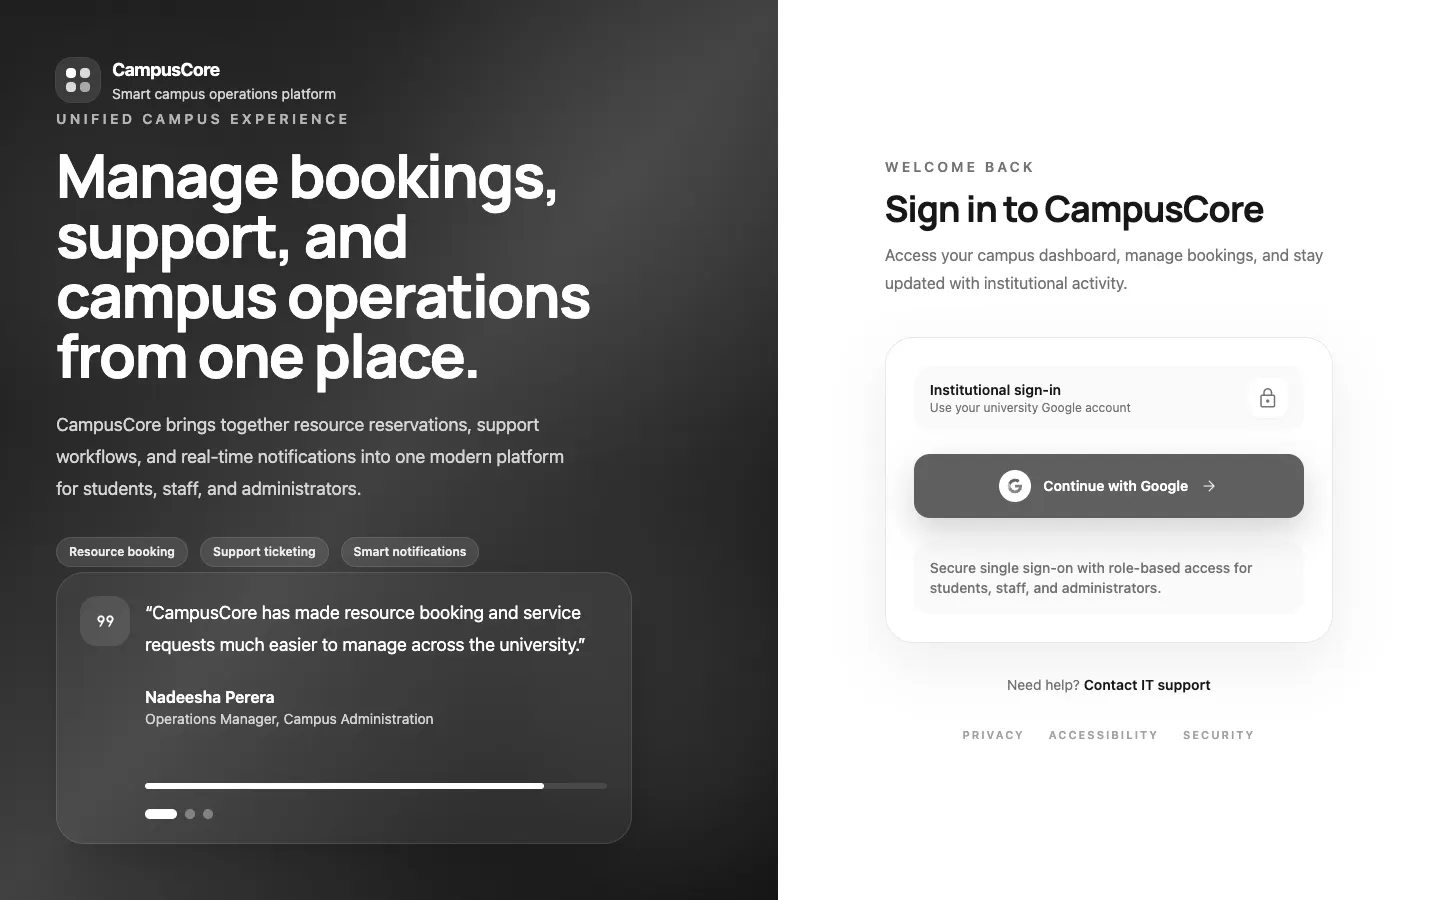 CampusCore
Smart campus operations platform
UNIFIED CAMPUS EXPERIENCE
Manage bookings,
support, and
campus operations
from one place.
CampusCore brings together resource reservations, support
workflows, and real-time notifications into one modern platform
for students, staff, and administrators.
Resource booking
Support ticketing
Smart notifications
“CampusCore has made resource booking and service
requests much easier to manage across the university.”
Nadeesha Perera
Operations Manager, Campus Administration
WELCOME BACK
Sign in to CampusCore
Access your campus dashboard, manage bookings, and stay
updated with institutional activity.
Institutional sign-in
Use your university Google account
G Continue with Google →
Secure single sign-on with role-based access for
students, staff, and administrators.
Need help? Contact IT support
PRIVACY ACCESSIBILITY SECURITY